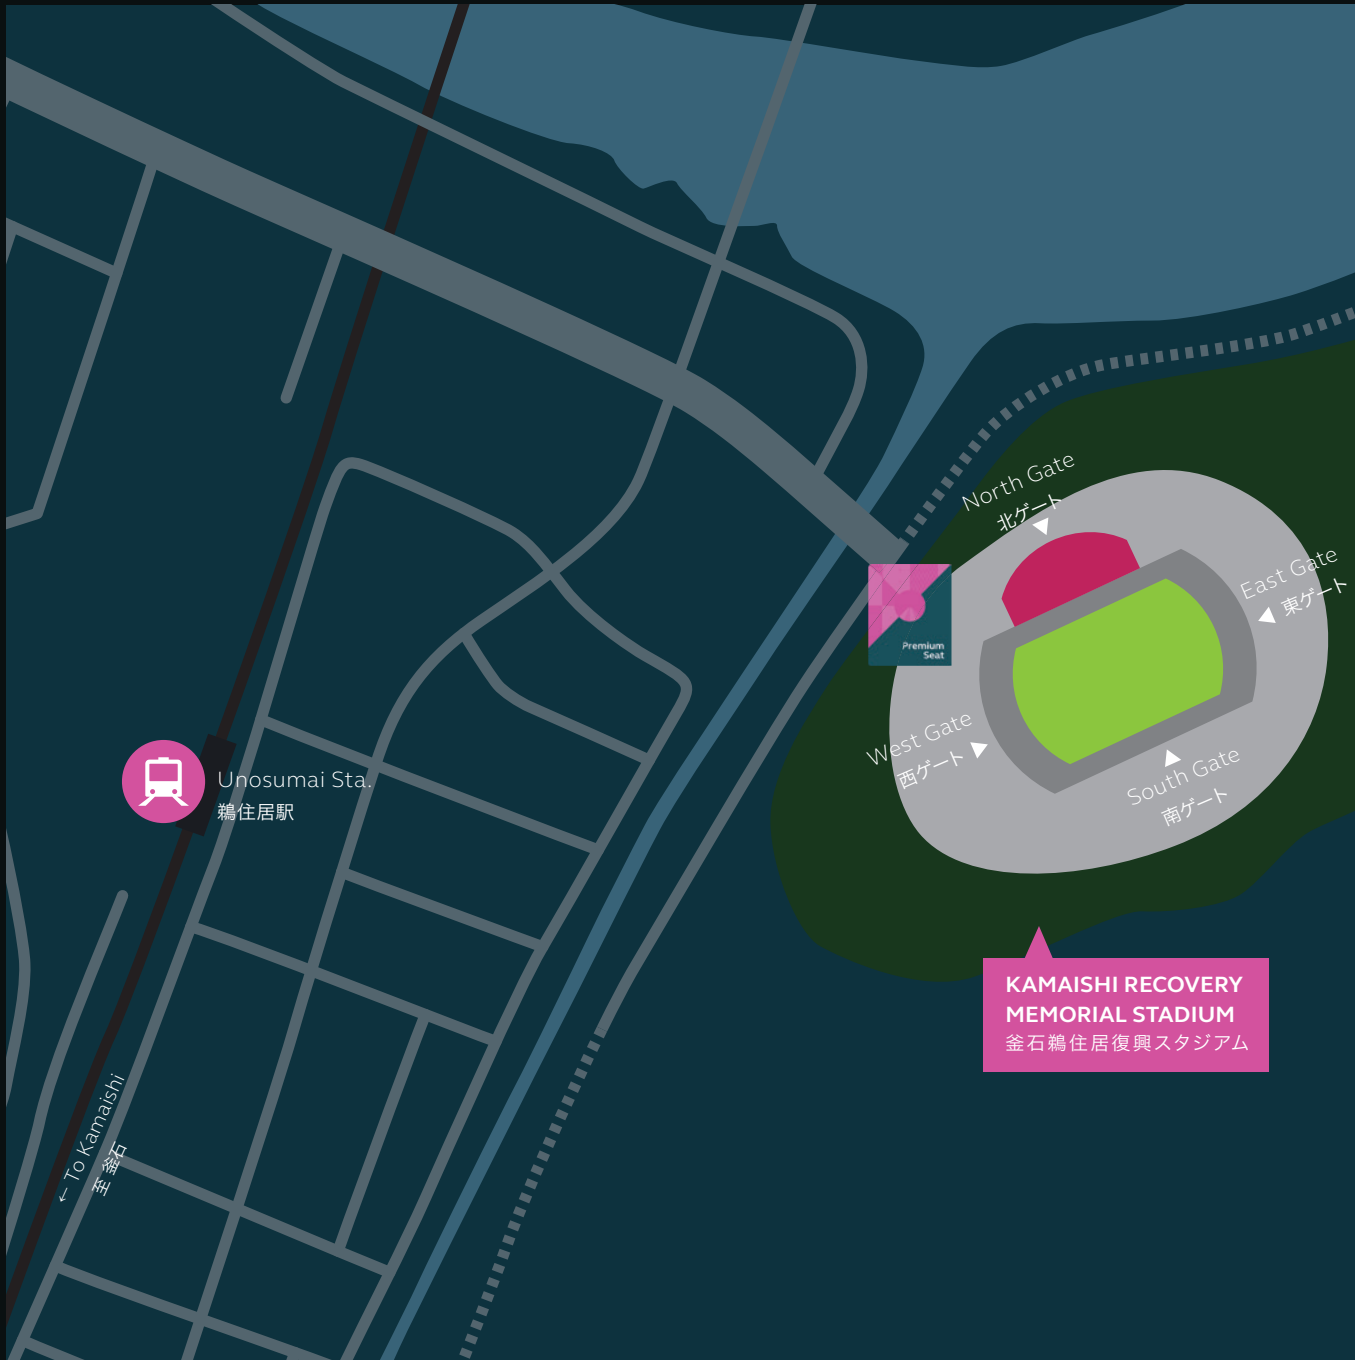 North Gate
北ゲート
East Gate
東ゲート
Premium
Seat
West Gate
西ゲート
South Gate
南ゲート
Unosumai Sta.
鵜住居駅
KAMAISHI RECOVERY
MEMORIAL STADIUM
釜石鵜住居復興スタジアム
← To Kamaishi
至 釜石